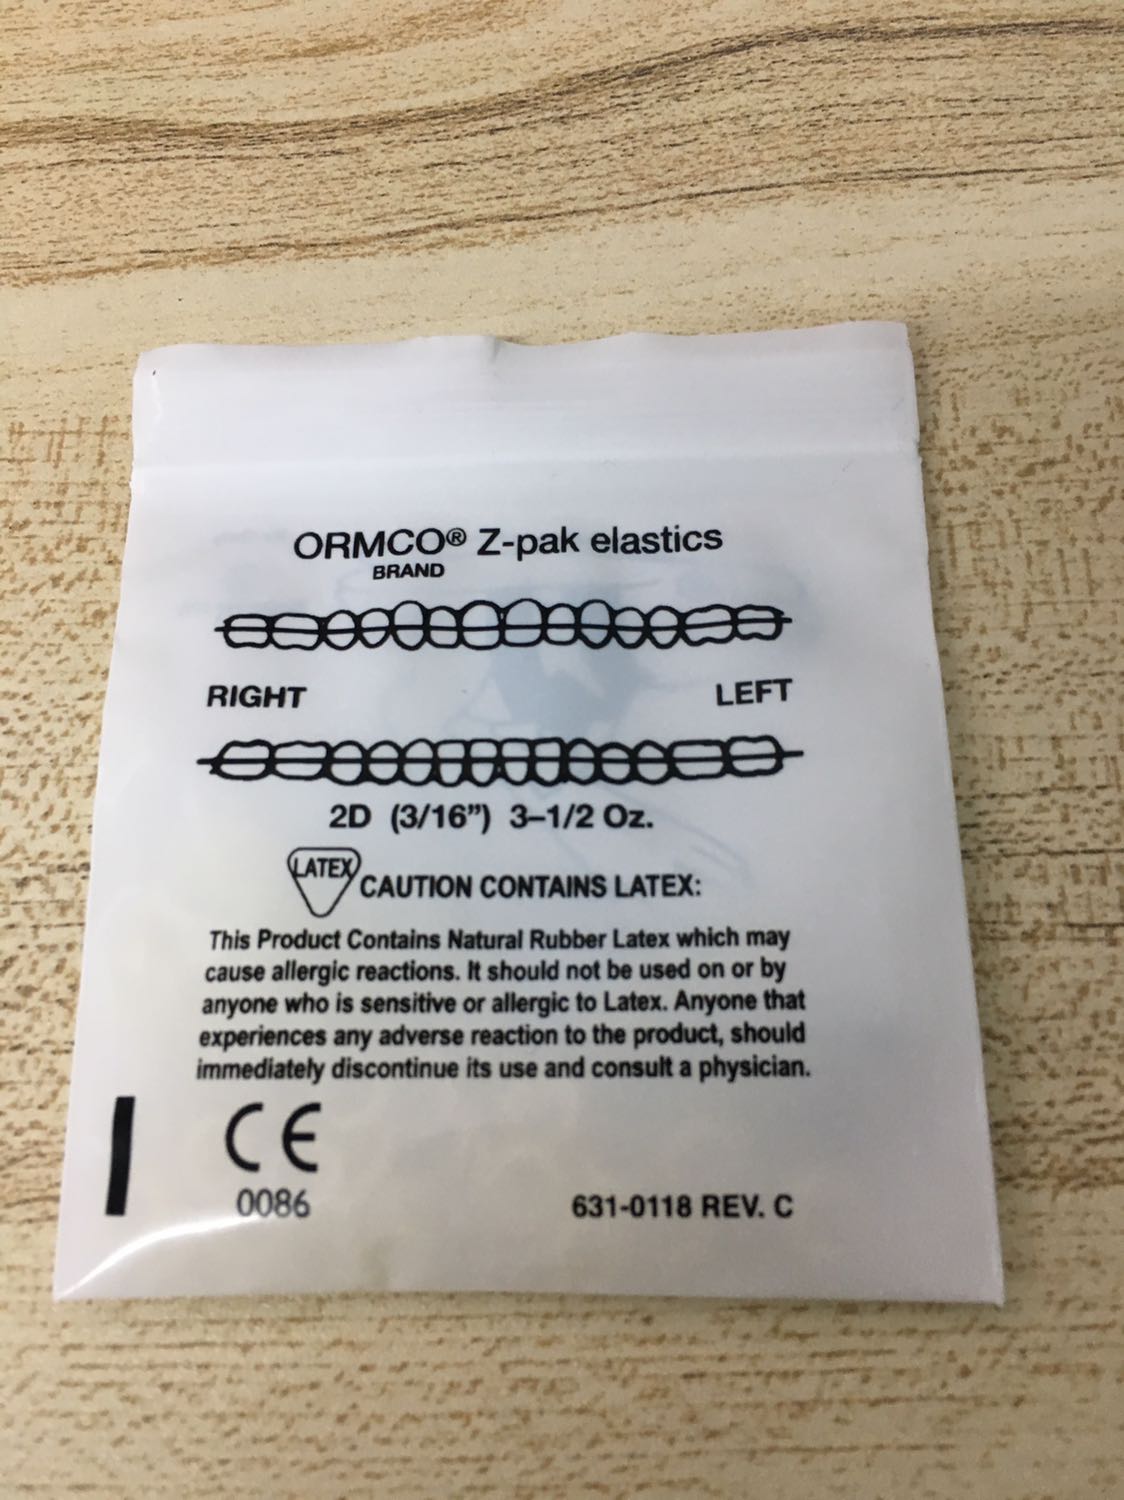 ORMCO® Z-pak elastics
BRAND
RIGHT LEFT
2D (3/16”) 3–1/2 Oz.
LATEX CAUTION CONTAINS LATEX:
This Product Contains Natural Rubber Latex which may
cause allergic reactions. It should not be used on or by
anyone who is sensitive or allergic to Latex. Anyone that
experiences any adverse reaction to the product, should
immediately discontinue its use and consult a physician.
CE
0086 631-0118 REV. C